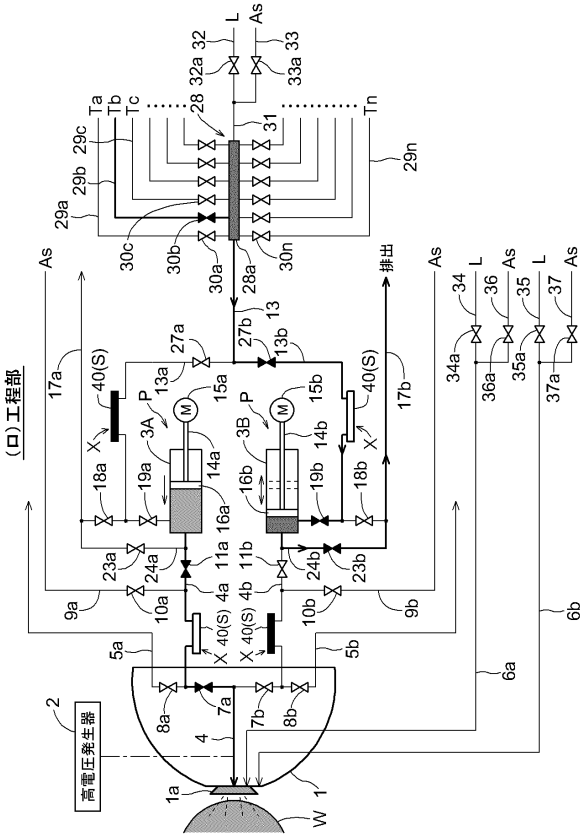 (ロ)工程部
高電圧発生器
2
1a
W
1
4
8a
7a
7b
8b
5a
5b
9a
10a
10b
9b
As
As
40(S)
X
40(S)
X
40(S)
X
40(S)
X
4a
4b
11a
11b
23a
24a
24b
23b
17a
17b
18a
19a
19b
18b
16a
16b
14a
14b
3A
3B
P
P
M
M
15a
15b
13a
13b
27a
27b
13
排出
28a
28
31
30a
30b
30c
30n
29a
29b
29c
29n
Ta
Tb
Tc
Tn
32a
32
L
33a
33
As
34a
34
L
36a
36
As
35a
35
L
37a
37
As
6a
6b